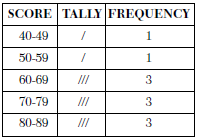 SCORE TALLY FREQUENCY
40-49 / 1
50-59 / 1
60-69 /// 3
70-79 /// 3
80-89 /// 3